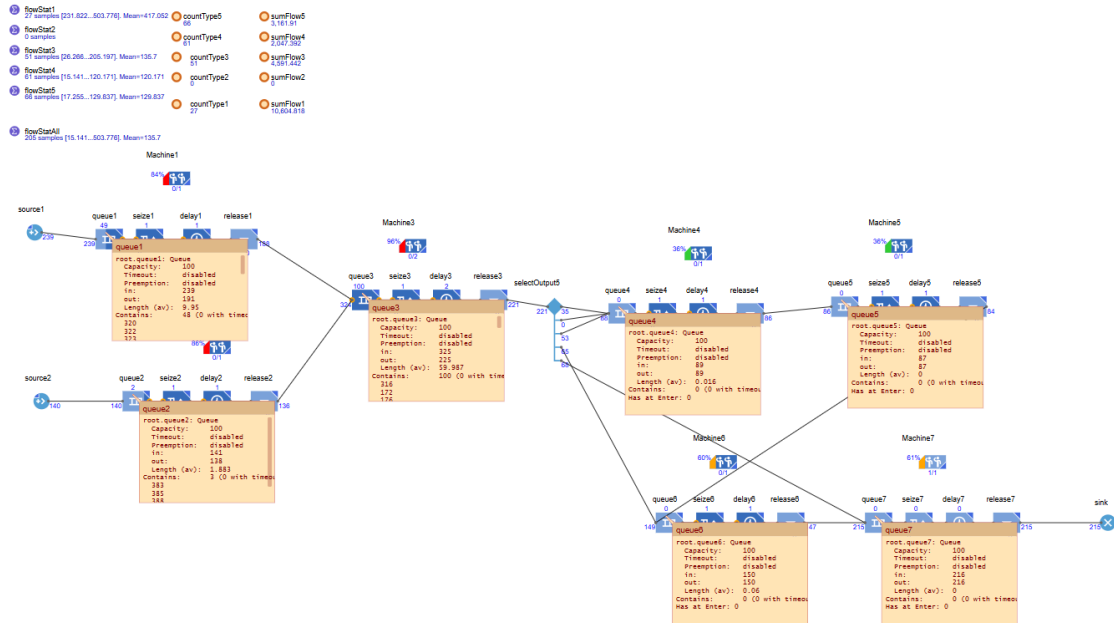 flowStat1
27 samples [231.822...503.776]. Mean=417.052
flowStat2
0 samples
flowStat3
51 samples [26.266...205.197]. Mean=135.7
flowStat4
61 samples [15.141...120.171]. Mean=120.171
flowStat5
66 samples [17.255...129.837]. Mean=129.837
flowStatAll
205 samples [15.141...503.776]. Mean=135.7
countType5
66
countType4
61
countType3
51
countType2
0
countType1
27
sumFlow5
3,161.91
sumFlow4
2,047.392
sumFlow3
4,591.442
sumFlow2
0
sumFlow1
10,604.818
Machine1
84%
0/1
source1
239
queue1
seize1
delay1
release1
49
1
1
239
188
queue1
root.queue1: Queue
Capacity: 100
Timeout: disabled
Preemption: disabled
in: 239
out: 191
Length (av): 9.95
Contains: 48 (0 with timeo
320
322
323
86%
0/1
source2
140
queue2
seize2
delay2
release2
2
1
1
140
136
queue2
root.queue2: Queue
Capacity: 100
Timeout: disabled
Preemption: disabled
in: 141
out: 138
Length (av): 1.883
Contains: 3 (0 with timeou
383
385
388
Machine3
96%
0/2
queue3
seize3
delay3
release3
100
1
2
324
221
queue3
root.queue3: Queue
Capacity: 100
Timeout: disabled
Preemption: disabled
in: 325
out: 225
Length (av): 59.987
Contains: 100 (0 with tim
316
172
176
selectOutput5
221
35
0
53
65
68
Machine4
36%
0/1
queue4
seize4
delay4
release4
0
1
1
88
86
queue4
root.queue4: Queue
Capacity: 100
Timeout: disabled
Preemption: disabled
in: 89
out: 89
Length (av): 0.016
Contains: 0 (0 with timeou
Has at Enter: 0
Machine5
36%
0/1
queue5
seize5
delay5
release5
0
1
1
86
84
queue5
root.queue5: Queue
Capacity: 100
Timeout: disabled
Preemption: disabled
in: 87
out: 87
Length (av): 0
Contains: 0 (0 with timeou
Has at Enter: 0
Machine6
60%
0/1
queue6
seize6
delay6
release6
0
1
1
149
47
queue6
root.queue6: Queue
Capacity: 100
Timeout: disabled
Preemption: disabled
in: 150
out: 150
Length (av): 0.06
Contains: 0 (0 with timeou
Has at Enter: 0
Machine7
61%
1/1
queue7
seize7
delay7
release7
0
0
0
215
215
queue7
root.queue7: Queue
Capacity: 100
Timeout: disabled
Preemption: disabled
in: 216
out: 216
Length (av): 0
Contains: 0 (0 with timeou
Has at Enter: 0
sink
215